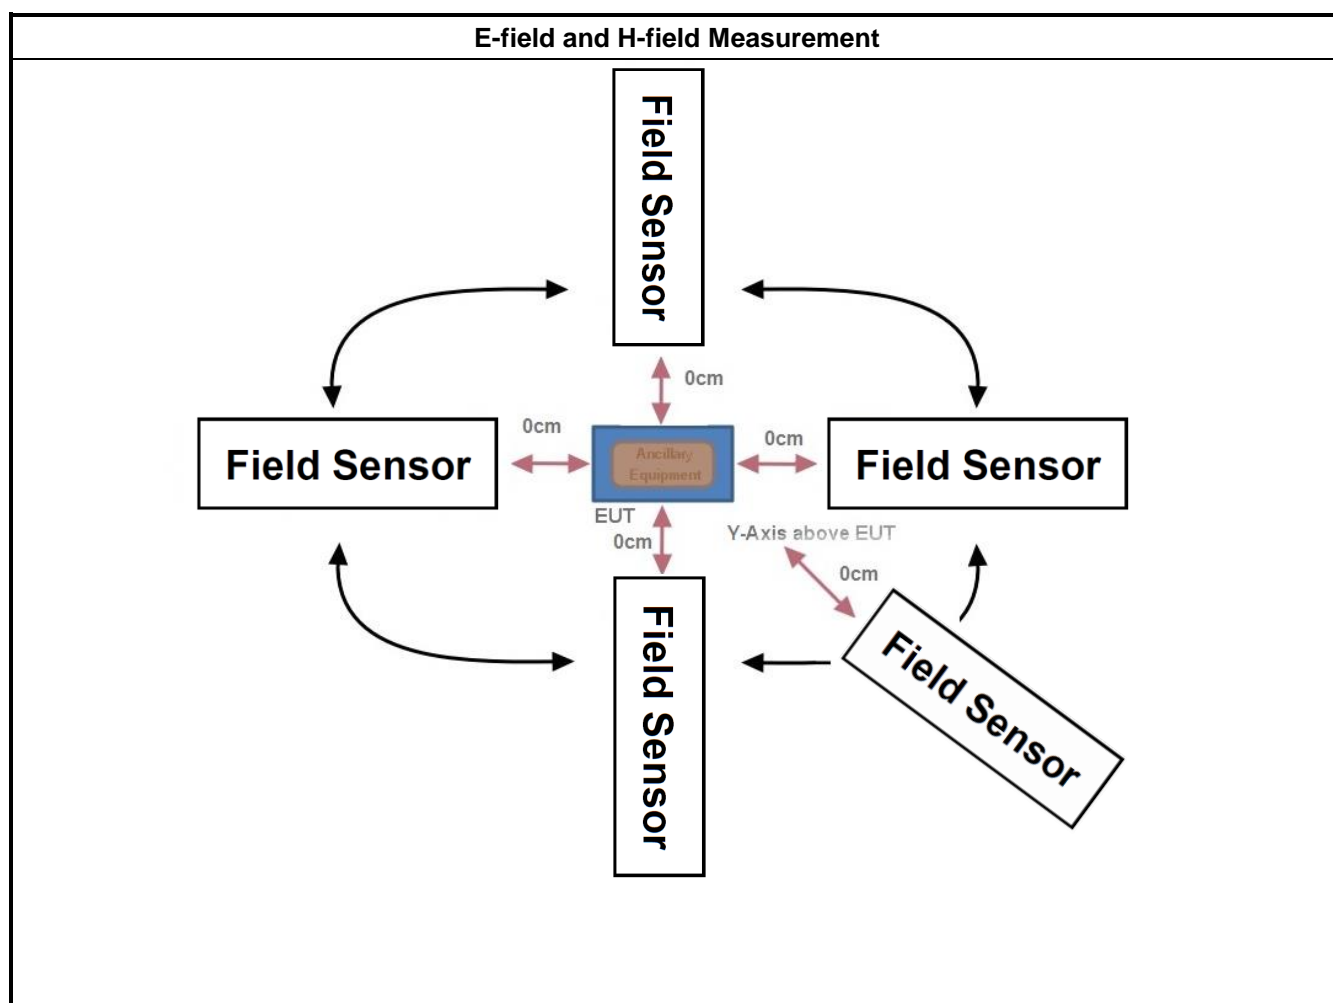 E-field and H-field Measurement
Field Sensor
0cm
0cm
0cm
Field Sensor
Ancillary
Equipment
Field Sensor
EUT
0cm
Y-Axis above EUT
0cm
Field Sensor
Field Sensor